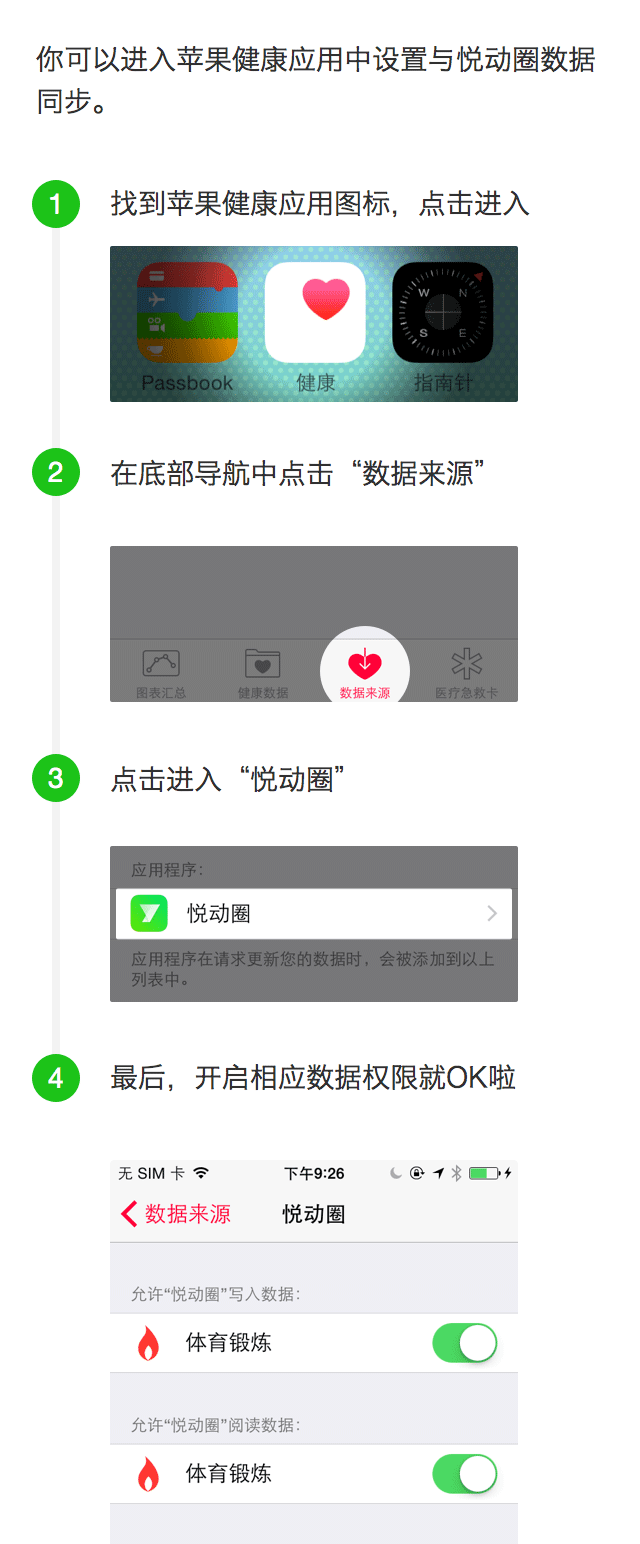 你可以进入苹果健康应用中设置与悦动圈数据
同步。
1
找到苹果健康应用图标，点击进入
W N
S E
Passbook 健康 指南针
2
在底部导航中点击“数据来源”
图表汇总 健康数据 数据来源 医疗急救卡
3
点击进入“悦动圈”
应用程序：
悦动圈
应用程序在请求更新您的数据时，会被添加到以上
列表中。
4
最后，开启相应数据权限就OK啦
无 SIM 卡 下午9:26
数据来源 悦动圈
允许“悦动圈”写入数据：
体育锻炼
允许“悦动圈”阅读数据：
体育锻炼